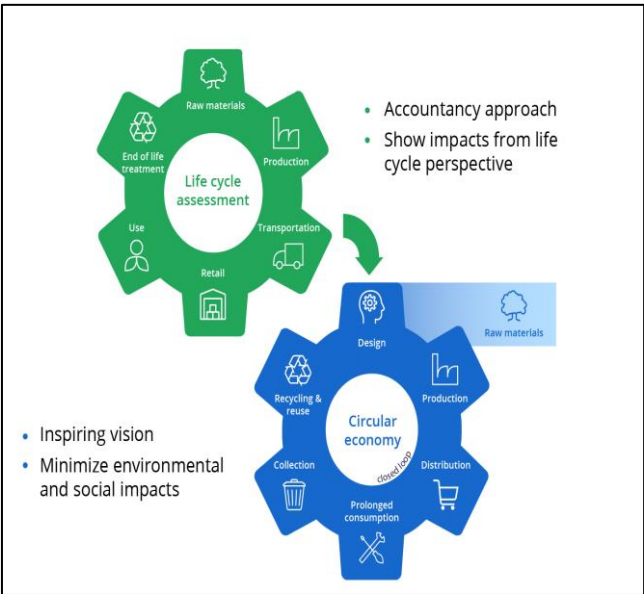 Raw materials
Production
Transportation
Retail
Use
End of life
treatment
Life cycle
assessment
• Accountancy approach
• Show impacts from life
cycle perspective
Design
Raw materials
Production
Distribution
Prolonged
consumption
Collection
Recycling &
reuse
Circular
economy
closed loop
• Inspiring vision
• Minimize environmental
and social impacts